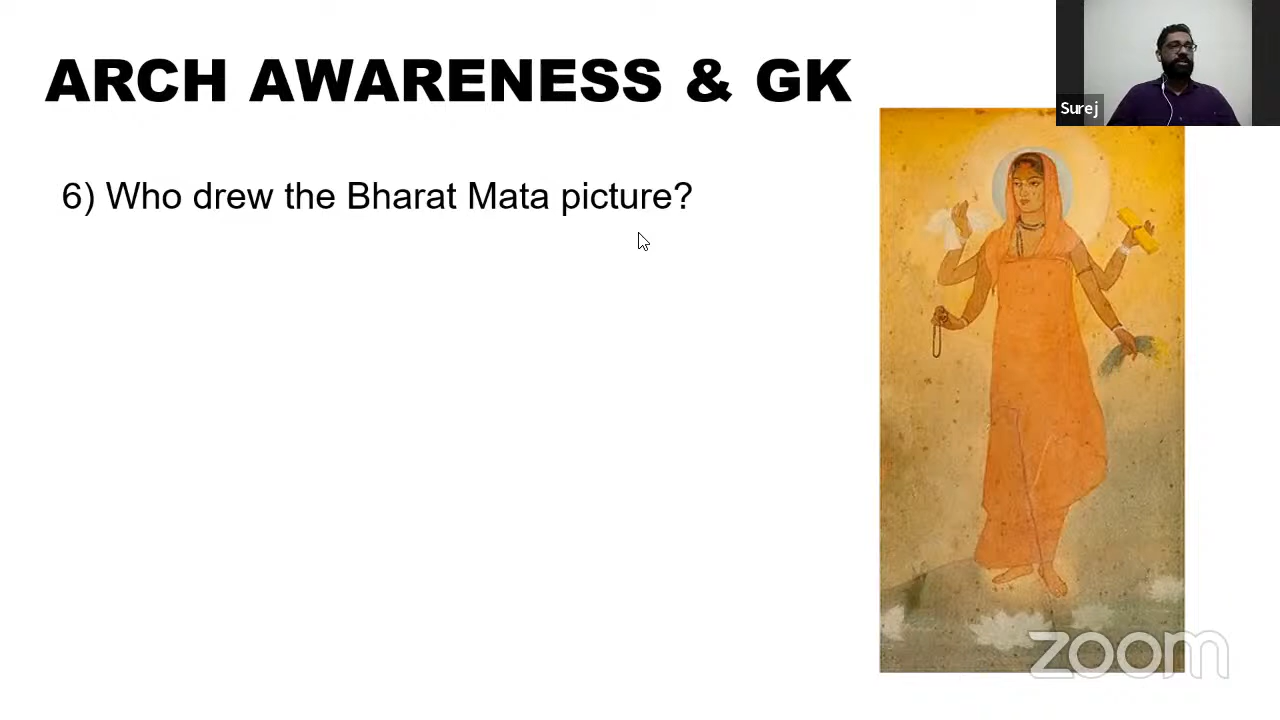 ARCH AWARENESS & GK
Surej
6) Who drew the Bharat Mata picture?
zoom